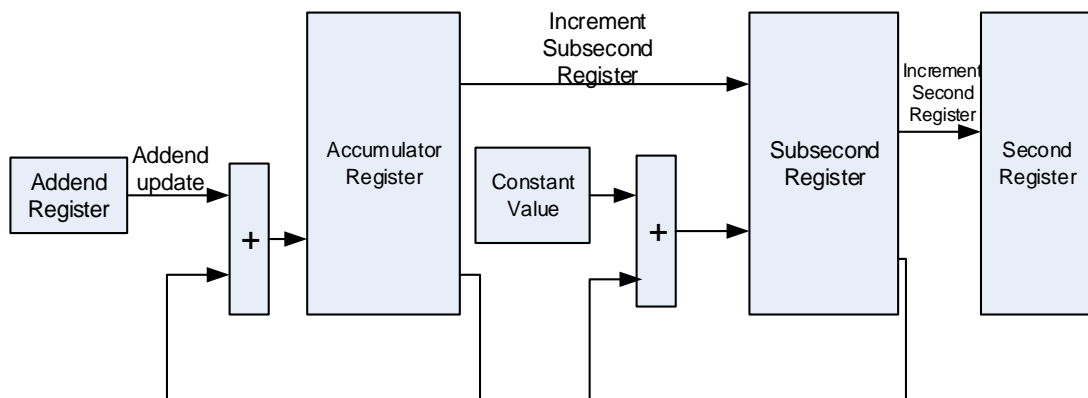 Increment
Subsecond
Register
Increment
Second
Register
Addend
update
Addend
Register
+
Accumulator
Register
Constant
Value
+
Subsecond
Register
Second
Register